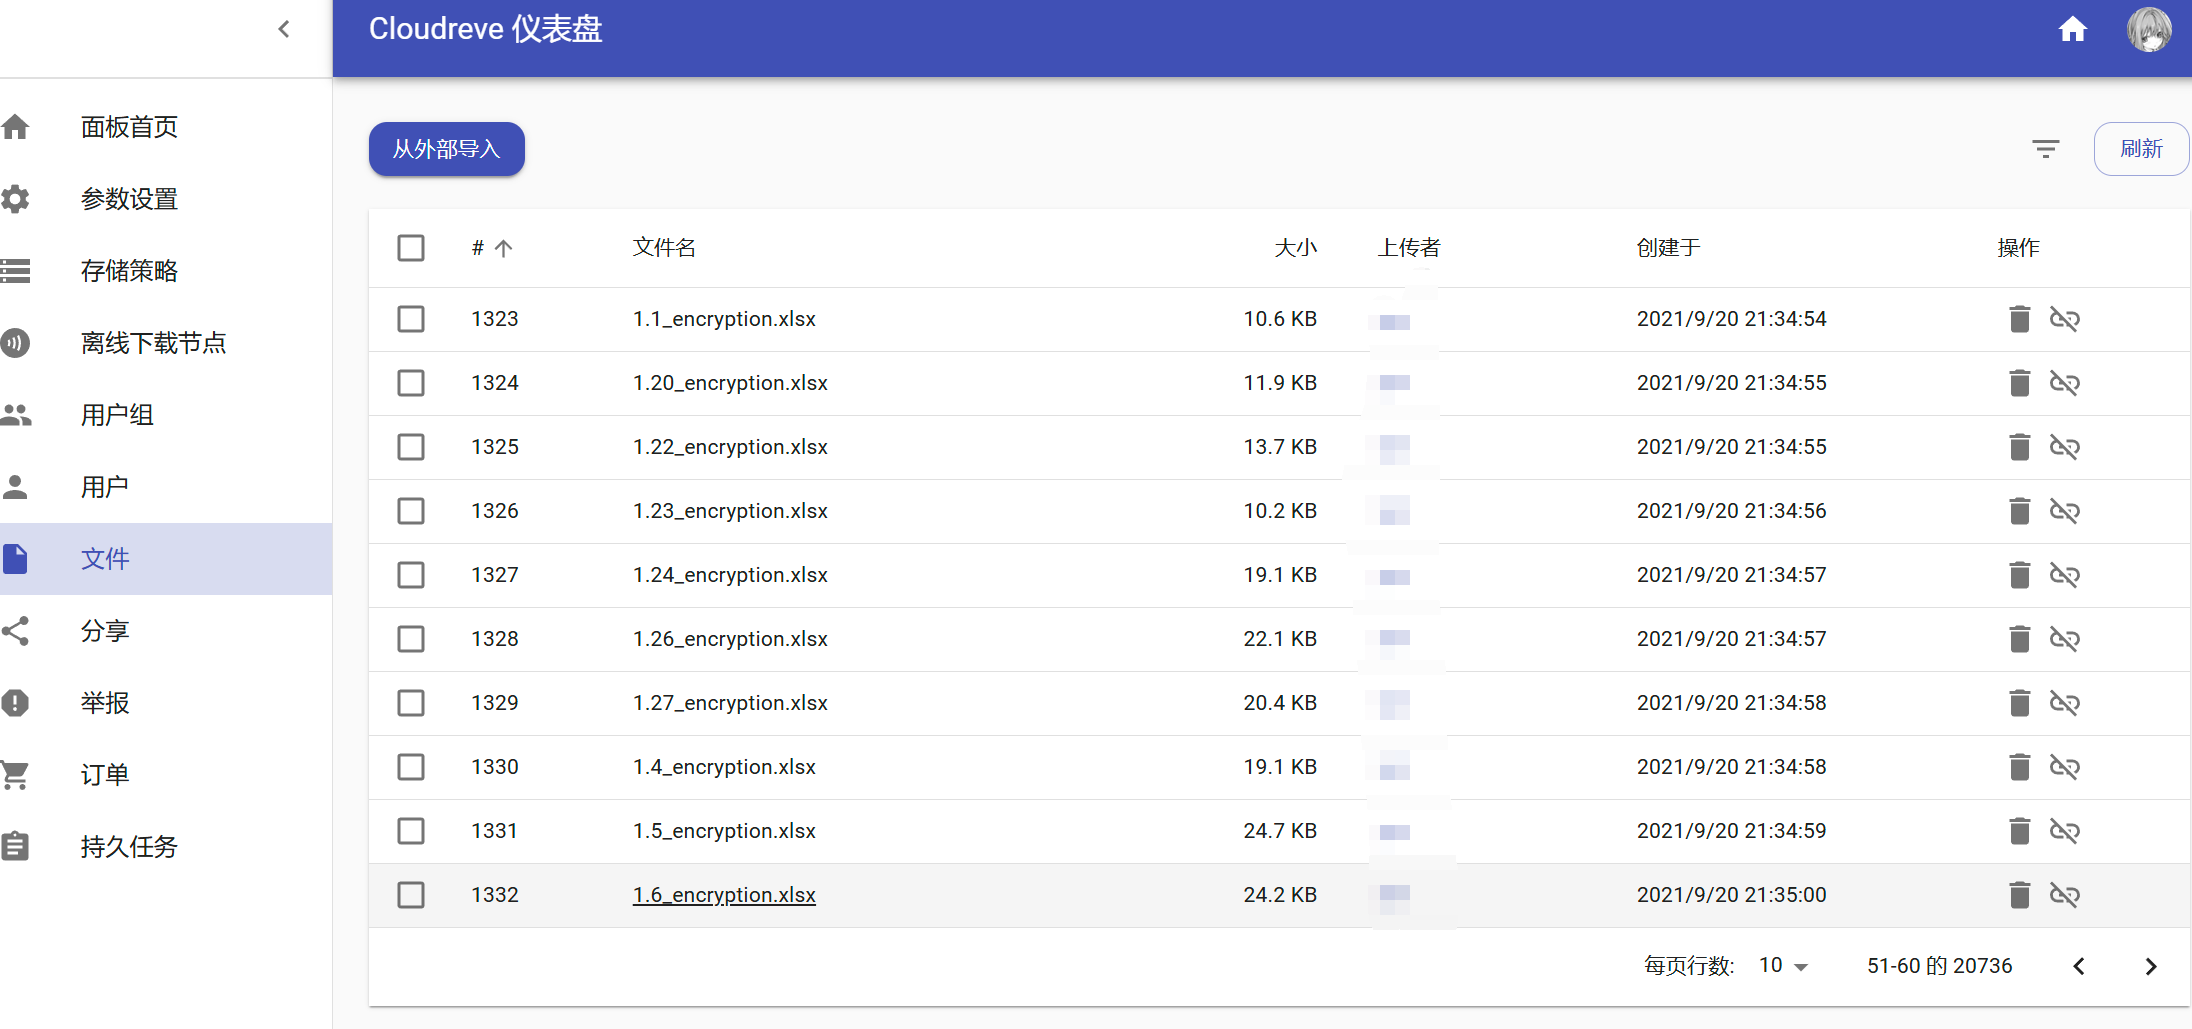 Cloudreve 仪表盘
面板首页
参数设置
存储策略
离线下载节点
用户组
用户
文件
分享
举报
订单
持久任务
从外部导入
刷新
# 文件名 大小 上传者 创建于 操作
1323 1.1_encryption.xlsx 10.6 KB 2021/9/20 21:34:54
1324 1.20_encryption.xlsx 11.9 KB 2021/9/20 21:34:55
1325 1.22_encryption.xlsx 13.7 KB 2021/9/20 21:34:55
1326 1.23_encryption.xlsx 10.2 KB 2021/9/20 21:34:56
1327 1.24_encryption.xlsx 19.1 KB 2021/9/20 21:34:57
1328 1.26_encryption.xlsx 22.1 KB 2021/9/20 21:34:57
1329 1.27_encryption.xlsx 20.4 KB 2021/9/20 21:34:58
1330 1.4_encryption.xlsx 19.1 KB 2021/9/20 21:34:58
1331 1.5_encryption.xlsx 24.7 KB 2021/9/20 21:34:59
1332 1.6_encryption.xlsx 24.2 KB 2021/9/20 21:35:00
每页行数: 10 51-60 的 20736